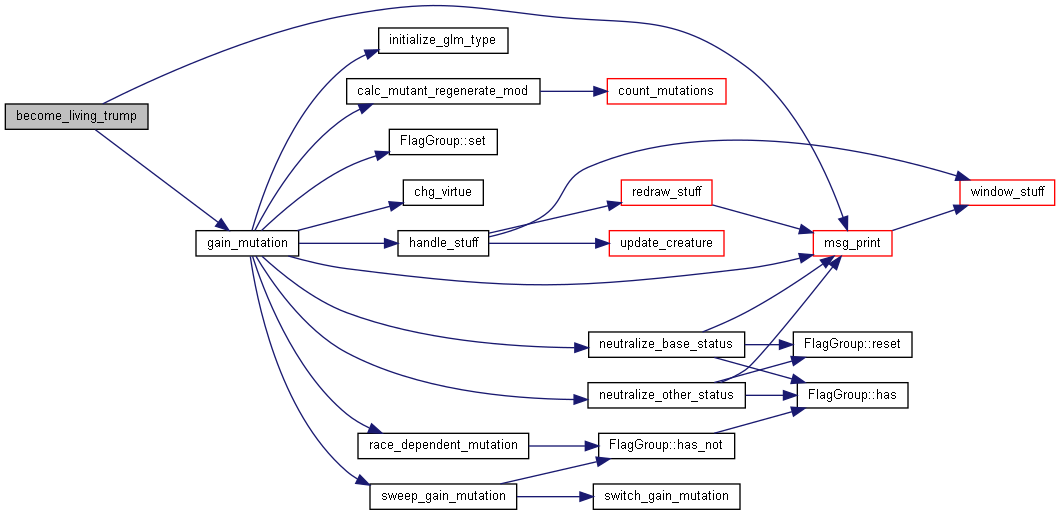 become_living_trump
gain_mutation
initialize_glm_type
calc_mutant_regenerate_mod
count_mutations
FlagGroup::set
chg_virtue
handle_stuff
redraw_stuff
update_creature
window_stuff
msg_print
neutralize_base_status
neutralize_other_status
FlagGroup::reset
FlagGroup::has
race_dependent_mutation
FlagGroup::has_not
sweep_gain_mutation
switch_gain_mutation